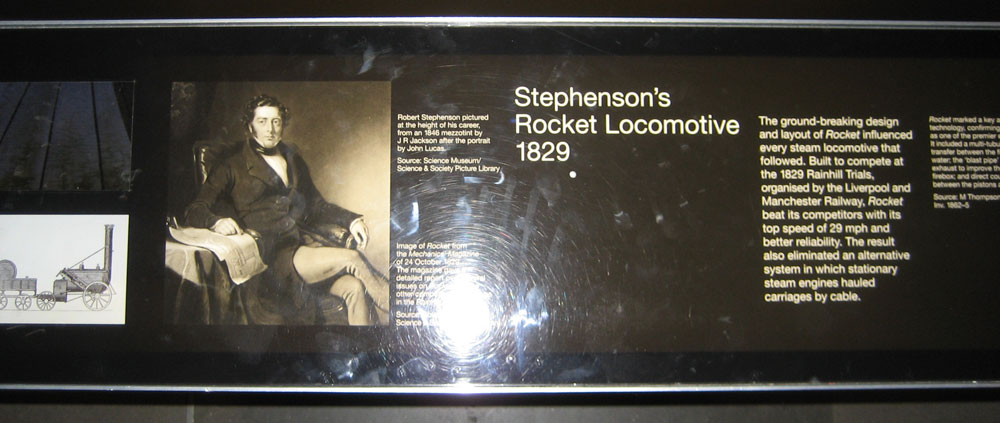 Robert Stephenson pictured
at the height of his career,
from an 1846 mezzotint by
J R Jackson after the portrait
by John Lucas.
Source: Science Museum/
Science & Society Picture Library
Image of Rocket from
the Mechanics Magazine
of 24 October 1829.
The magazine
detailed report
issues on
other
in the
Source:
Science
Stephenson's
Rocket Locomotive
1829
The ground-breaking design
and layout of Rocket influenced
every steam locomotive that
followed. Built to compete at
the 1829 Rainhill Trials,
organised by the Liverpool and
Manchester Railway, Rocket
beat its competitors with its
top speed of 29 mph and
better reliability. The result
also eliminated an alternative
system in which stationary
steam engines hauled
carriages by cable.
Rocket marked a key a
technology, confirming
as one of the premier
It included a multi-tubu
transfer between the f
water; the 'blast pipe'
exhaust to improve th
firebox; and direct cou
between the pistons a
Source: M Thompson
Inv. 1862-5